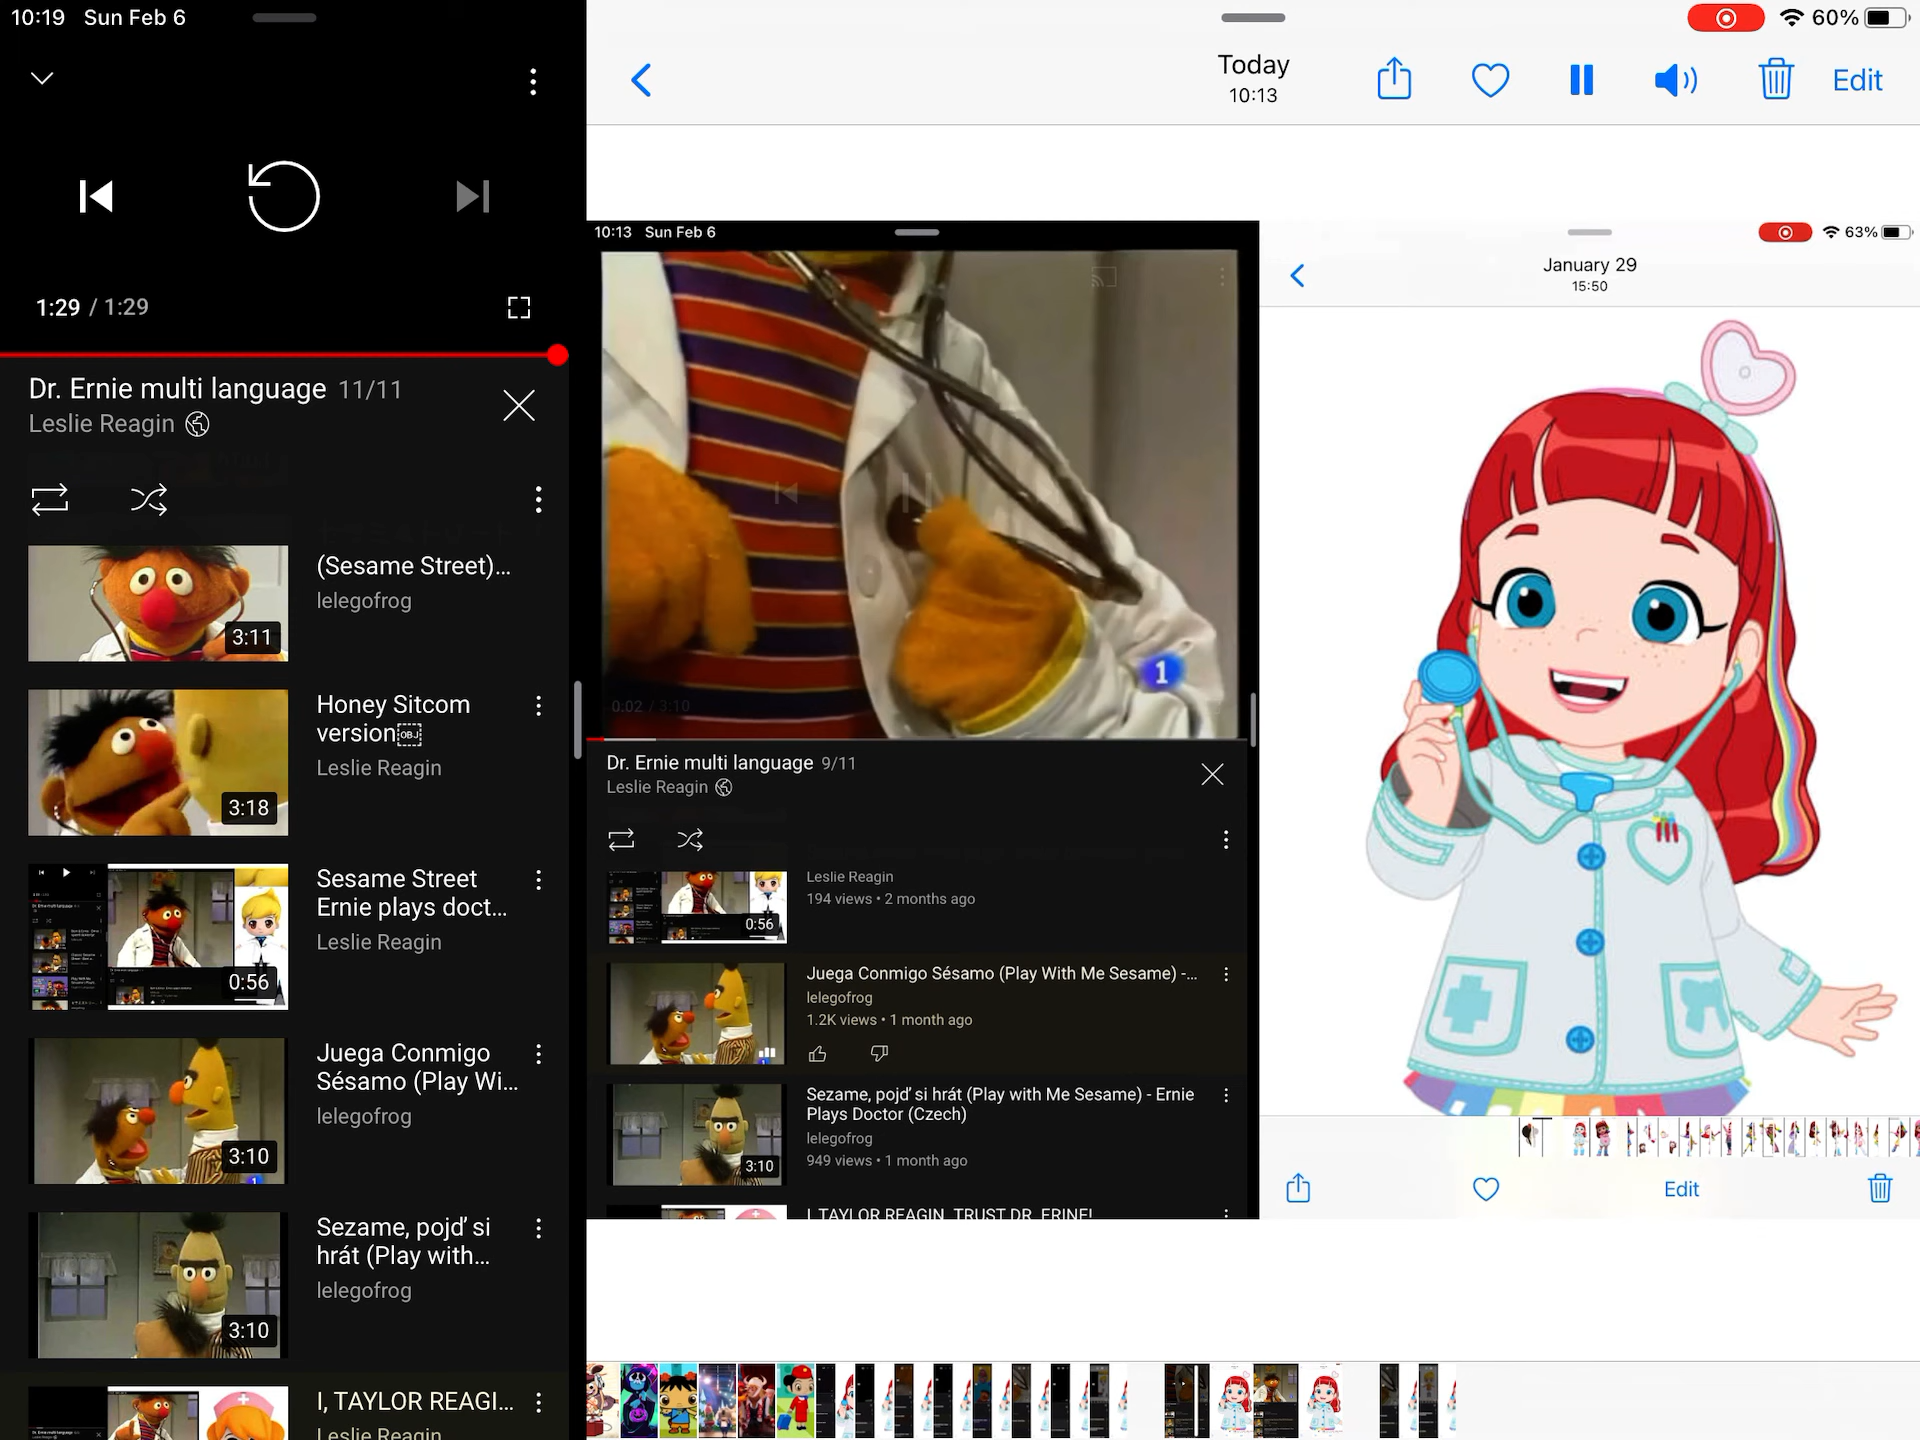 10:19 Sun Feb 6
1:29 / 1:29
Dr. Ernie multi language 11/11
Leslie Reagin
(Sesame Street)...
lelegofrog
3:11
Honey Sitcom
version OBJ
Leslie Reagin
3:18
Sesame Street
Ernie plays doct...
Leslie Reagin
0:56
Juega Conmigo
Sésamo (Play Wi...
lelegofrog
3:10
Sezame, pojď si
hrát (Play with...
lelegofrog
3:10
I, TAYLOR REAGI...
Leslie Reagin
60%
Today
10:13
Edit
10:13 Sun Feb 6
1
0:02 / 3:10
Dr. Ernie multi language 9/11
Leslie Reagin
Leslie Reagin
194 views • 2 months ago
0:56
Juega Conmigo Sésamo (Play With Me Sesame) -...
lelegofrog
1.2K views • 1 month ago
Sezame, pojď si hrát (Play with Me Sesame) - Ernie
Plays Doctor (Czech)
lelegofrog
949 views • 1 month ago
3:10
I TAYLOR REAGIN, TRUST DR. ERINE!
63%
January 29
15:50
Edit